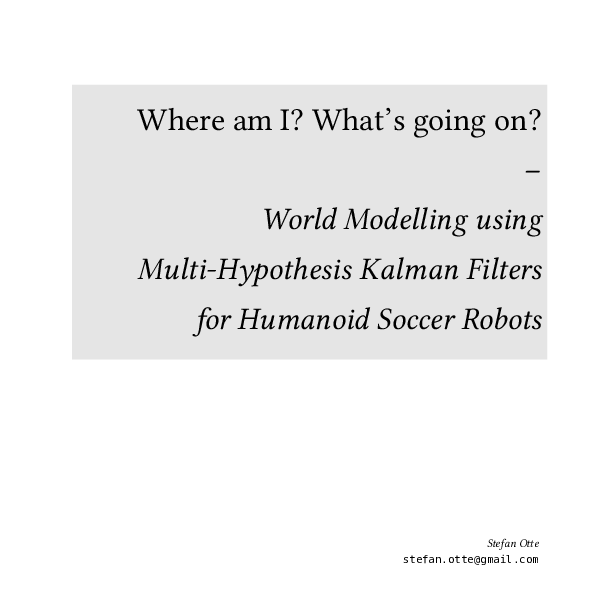 Where am I? What’s going on?
–
World Modelling using
Multi-Hypothesis Kalman Filters
for Humanoid Soccer Robots
Stefan Otte
stefan.otte@gmail.com